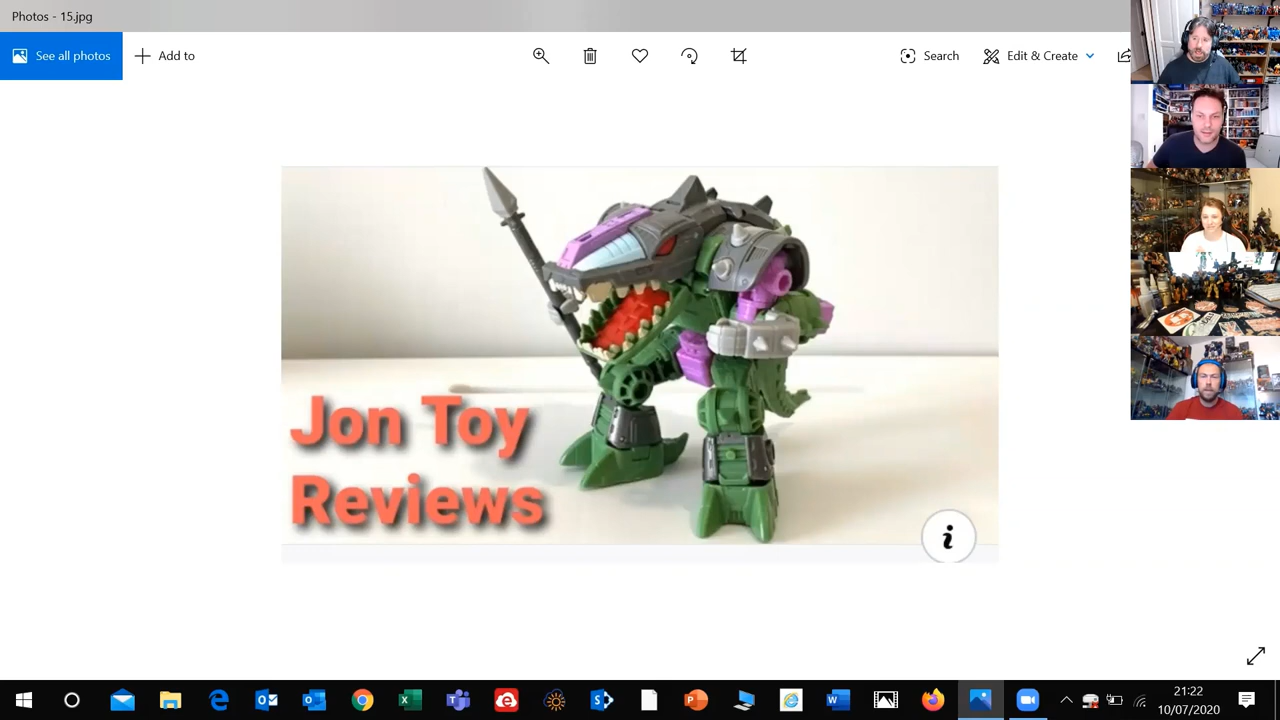 Photos - 15.jpg
See all photos
Add to
Search
Edit & Create
Jon Toy
Reviews
i
21:22
10/07/2020